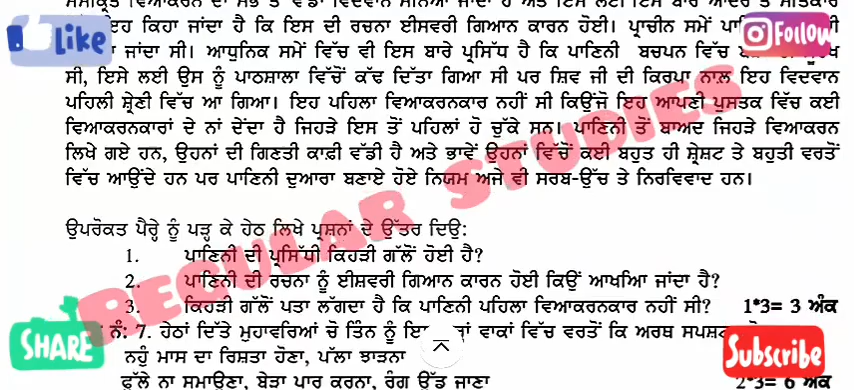 ਸੰਸਕ੍ਰਿਤ ਵਿਆਕਰਨ ਦਾ ਸਭ ਤੋਂ ਵੱਡਾ ਵਿਦਵਾਨ ਮੰਨਿਆ ਜਾਂਦਾ ਹੈ ਅਤੇ ਇਸ ਲਈ ਇਸ ਬਾਰੇ ਆਦਰ ਤੇ ਸਤਿਕਾਰ
ਇਹ ਕਿਹਾ ਜਾਂਦਾ ਹੈ ਕਿ ਇਸ ਦੀ ਰਚਨਾ ਈਸਵਰੀ ਗਿਆਨ ਕਾਰਨ ਹੋਈ। ਪ੍ਰਾਚੀਨ ਸਮੇਂ
ਜਾਂਦਾ ਸੀ। ਆਧੁਨਿਕ ਸਮੇਂ ਵਿੱਚ ਵੀ ਇਸ ਬਾਰੇ ਪ੍ਰਸਿੱਧ ਹੈ ਕਿ ਪਾਣਿਨੀ ਬਚਪਨ ਵਿੱਚ
ਸੀ, ਇਸੇ ਲਈ ਉਸ ਨੂੰ ਪਾਠਸ਼ਾਲਾ ਵਿੱਚੋਂ ਕੱਢ ਦਿੱਤਾ ਗਿਆ ਸੀ ਪਰ ਸ਼ਿਵ ਜੀ ਦੀ ਕਿਰਪਾ ਨਾਲ਼ ਇਹ ਵਿਦਵਾਨ
ਪਹਿਲੀ ਸ਼੍ਰੇਣੀ ਵਿੱਚ ਆ ਗਿਆ। ਇਹ ਪਹਿਲਾ ਵਿਆਕਰਨਕਾਰ ਨਹੀਂ ਸੀ ਕਿਉਂਜੋ ਇਹ ਆਪਣੀ ਪੁਸਤਕ ਵਿੱਚ ਕਈ
ਵਿਆਕਰਨਕਾਰਾਂ ਦੇ ਨਾਂ ਦੇਂਦਾ ਹੈ ਜਿਹੜੇ ਇਸ ਤੋਂ ਪਹਿਲਾਂ ਹੋ ਚੁੱਕੇ ਸਨ। ਪਾਣਿਨੀ ਤੋਂ ਬਾਅਦ ਜਿਹੜੇ ਵਿਆਕਰਨ
ਲਿਖੇ ਗਏ ਹਨ, ਉਹਨਾਂ ਦੀ ਗਿਣਤੀ ਕਾਫ਼ੀ ਵੱਡੀ ਹੈ ਅਤੇ ਭਾਵੇਂ ਉਹਨਾਂ ਵਿੱਚੋਂ ਕਈ ਬਹੁਤ ਹੀ ਸ਼੍ਰੇਸ਼ਟ ਤੇ ਬਹੁਤੀ ਵਰਤੋਂ
ਵਿੱਚ ਆਉਂਦੇ ਹਨ ਪਰ ਪਾਣਿਨੀ ਦੁਆਰਾ ਬਣਾਏ ਹੋਏ ਨਿਯਮ ਅਜੇ ਵੀ ਸਰਬ-ਉੱਚ ਤੇ ਨਿਰਵਿਵਾਦ ਹਨ।
ਉਪਰੋਕਤ ਪੈਰ੍ਹੇ ਨੂੰ ਪੜ੍ਹ ਕੇ ਹੇਠ ਲਿਖੇ ਪ੍ਰਸ਼ਨਾਂ ਦੇ ਉੱਤਰ ਦਿਉ:
1. ਪਾਣਿਨੀ ਦੀ ਪ੍ਰਸਿੱਧੀ ਕਿਹੜੀ ਗੱਲੋਂ ਹੋਈ ਹੈ?
2. ਪਾਣਿਨੀ ਦੀ ਰਚਨਾ ਨੂੰ ਈਸ਼ਵਰੀ ਗਿਆਨ ਕਾਰਨ ਹੋਈ ਕਿਉਂ ਆਖਿਆ ਜਾਂਦਾ ਹੈ?
3. ਕਿਹੜੀ ਗੱਲੋਂ ਪਤਾ ਲੱਗਦਾ ਹੈ ਕਿ ਪਾਣਿਨੀ ਪਹਿਲਾ ਵਿਆਕਰਨਕਾਰ ਨਹੀਂ ਸੀ? 1*3= 3 ਅੰਕ
ਨੰ: 7. ਹੇਠਾਂ ਦਿੱਤੇ ਮੁਹਾਵਰਿਆਂ ਚੋ ਤਿੰਨ ਨੂੰ ਵਾਕਾਂ ਵਿੱਚ ਵਰਤੋਂ ਕਿ ਅਰਥ
ਨਹੁੰ ਮਾਸ ਦਾ ਰਿਸ਼ਤਾ ਹੋਣਾ, ਪੱਲਾ ਝਾੜਨਾ
ਫੁੱਲੇ ਨਾ ਸਮਾਉਣਾ, ਬੇੜਾ ਪਾਰ ਕਰਨਾ, ਰੰਗ ਉੱਡ ਜਾਣਾ 2*3= 6 ਅੰਕ
REGULAR STUDIES
Like
Follow
SHARE
Subscribe